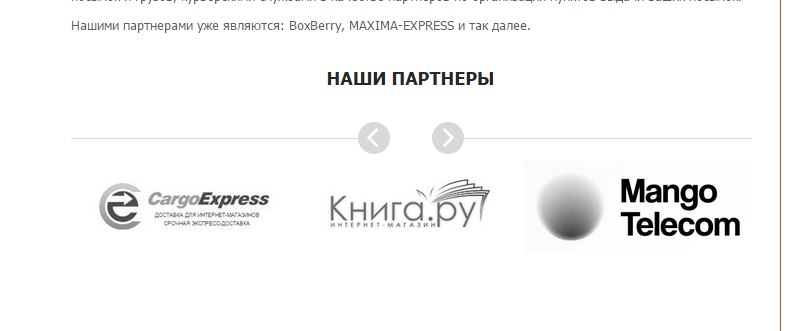 Нашими партнерами уже являются: BoxBerry, MAXIMA-EXPRESS и так далее.
НАШИ ПАРТНЕРЫ
CargoExpress
ДОСТАВКА ДЛЯ ИНТЕРНЕТ-МАГАЗИНОВ
СРОЧНАЯ ЭКСПРЕСС-ДОСТАВКА
Книга.ру
ИНТЕРНЕТ-МАГАЗИН
Mango
Telecom